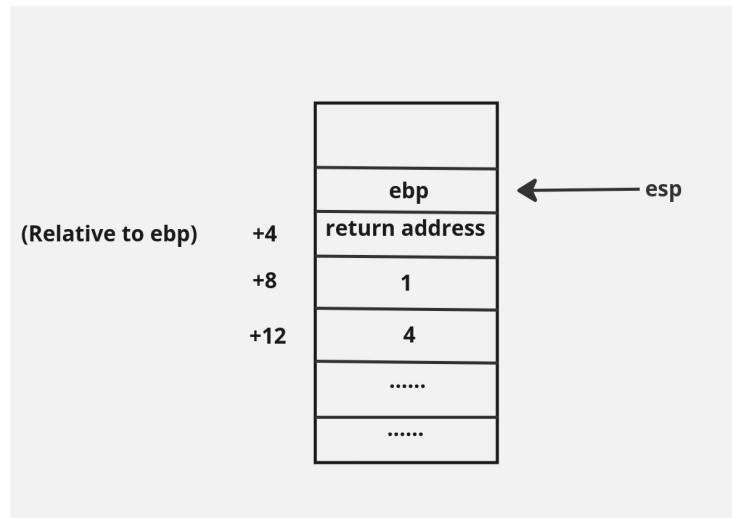 ebp
esp
(Relative to ebp)
+4
return address
+8
1
+12
4
......
......